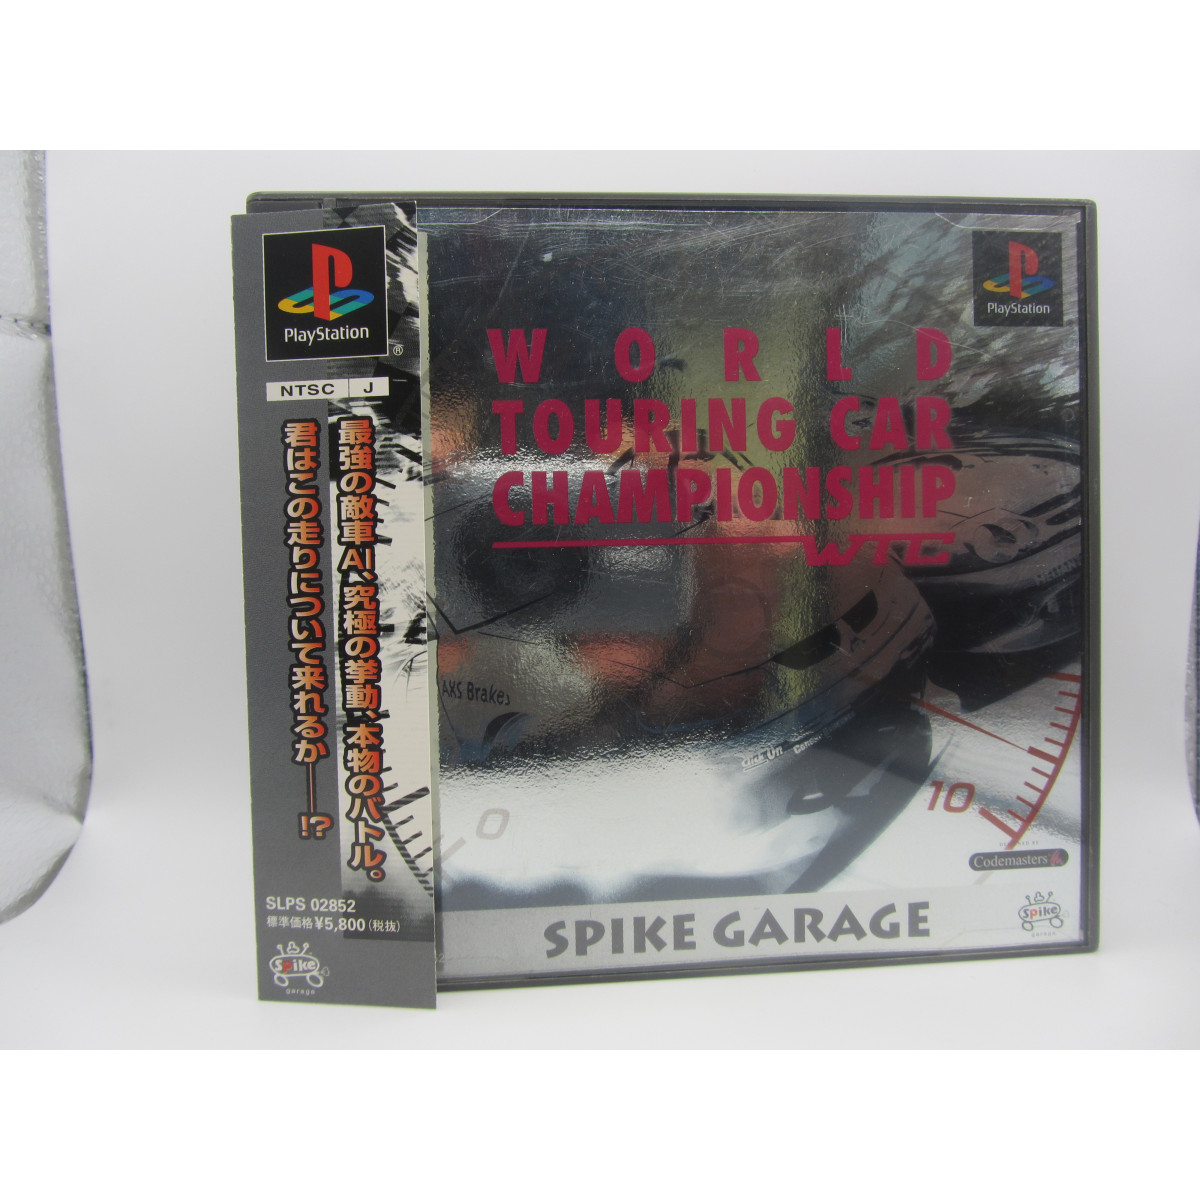 PlayStation
®
NTSC J
最強の敵車AI、究極の挙動、本物のバトル。
君はこの走りについて来れるか――!?
SLPS 02852
標準価格¥5,800(税抜)
Spike
garage
PlayStation
WORLD
TOURING CAR
CHAMPIONSHIP
WTC
AXS Brakes
0
10
Codemasters
SPIKE GARAGE
Spike
garage